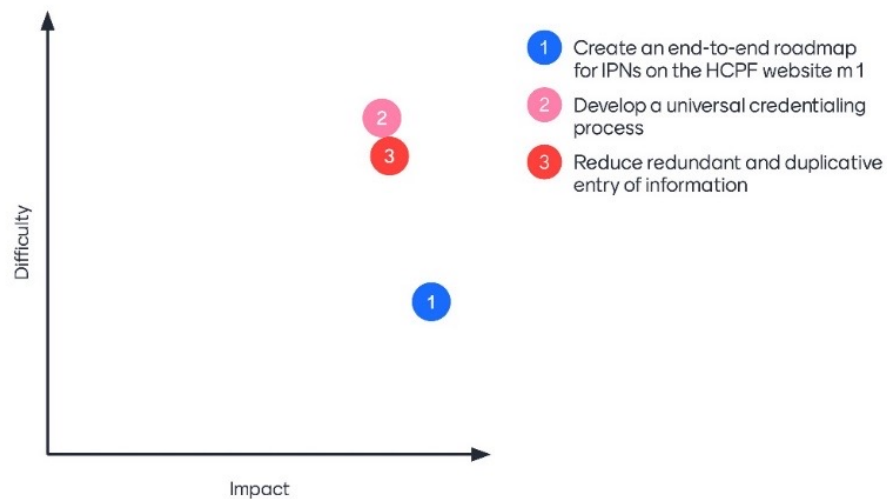 1 Create an end-to-end roadmap
for IPNs on the HCPF website m 1
2 Develop a universal credentialing
process
3 Reduce redundant and duplicative
entry of information
2
3
1
Difficulty
Impact